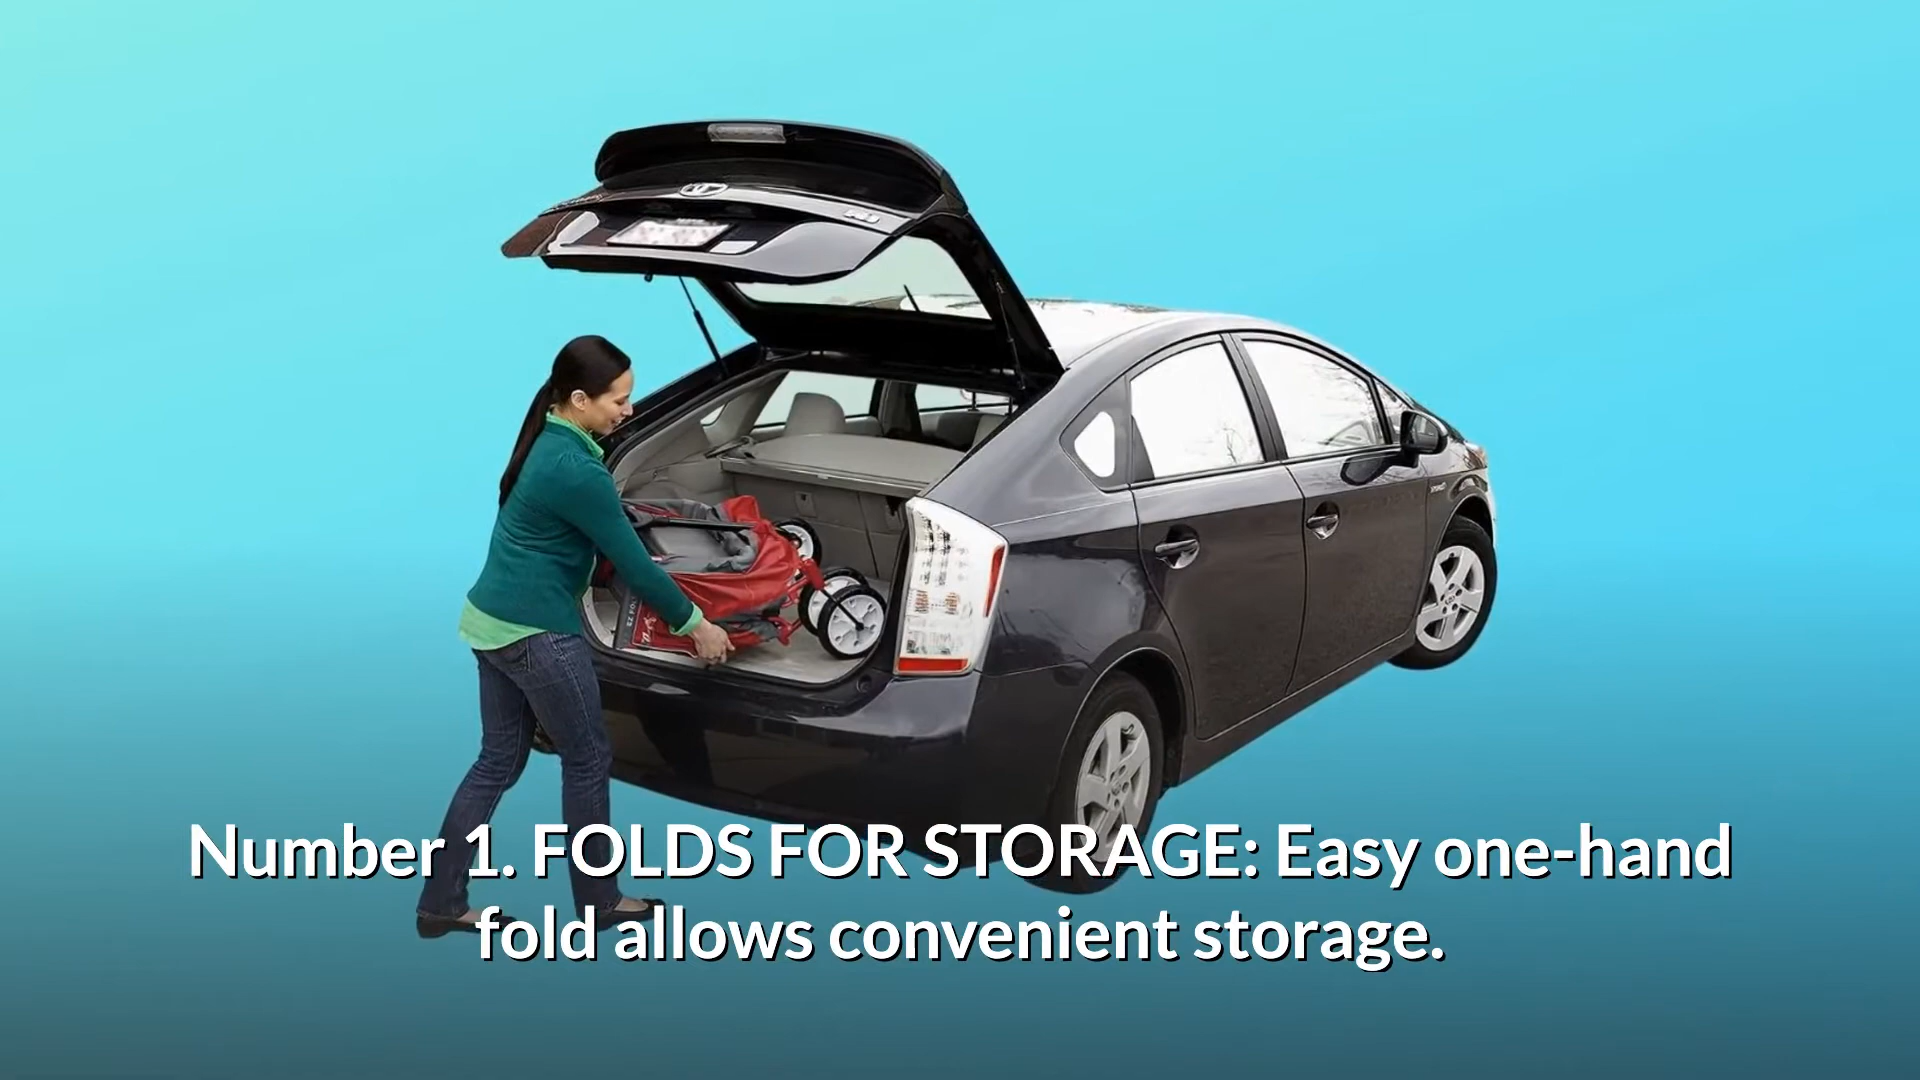 Number 1. FOLDS FOR STORAGE: Easy one-hand
fold allows convenient storage.